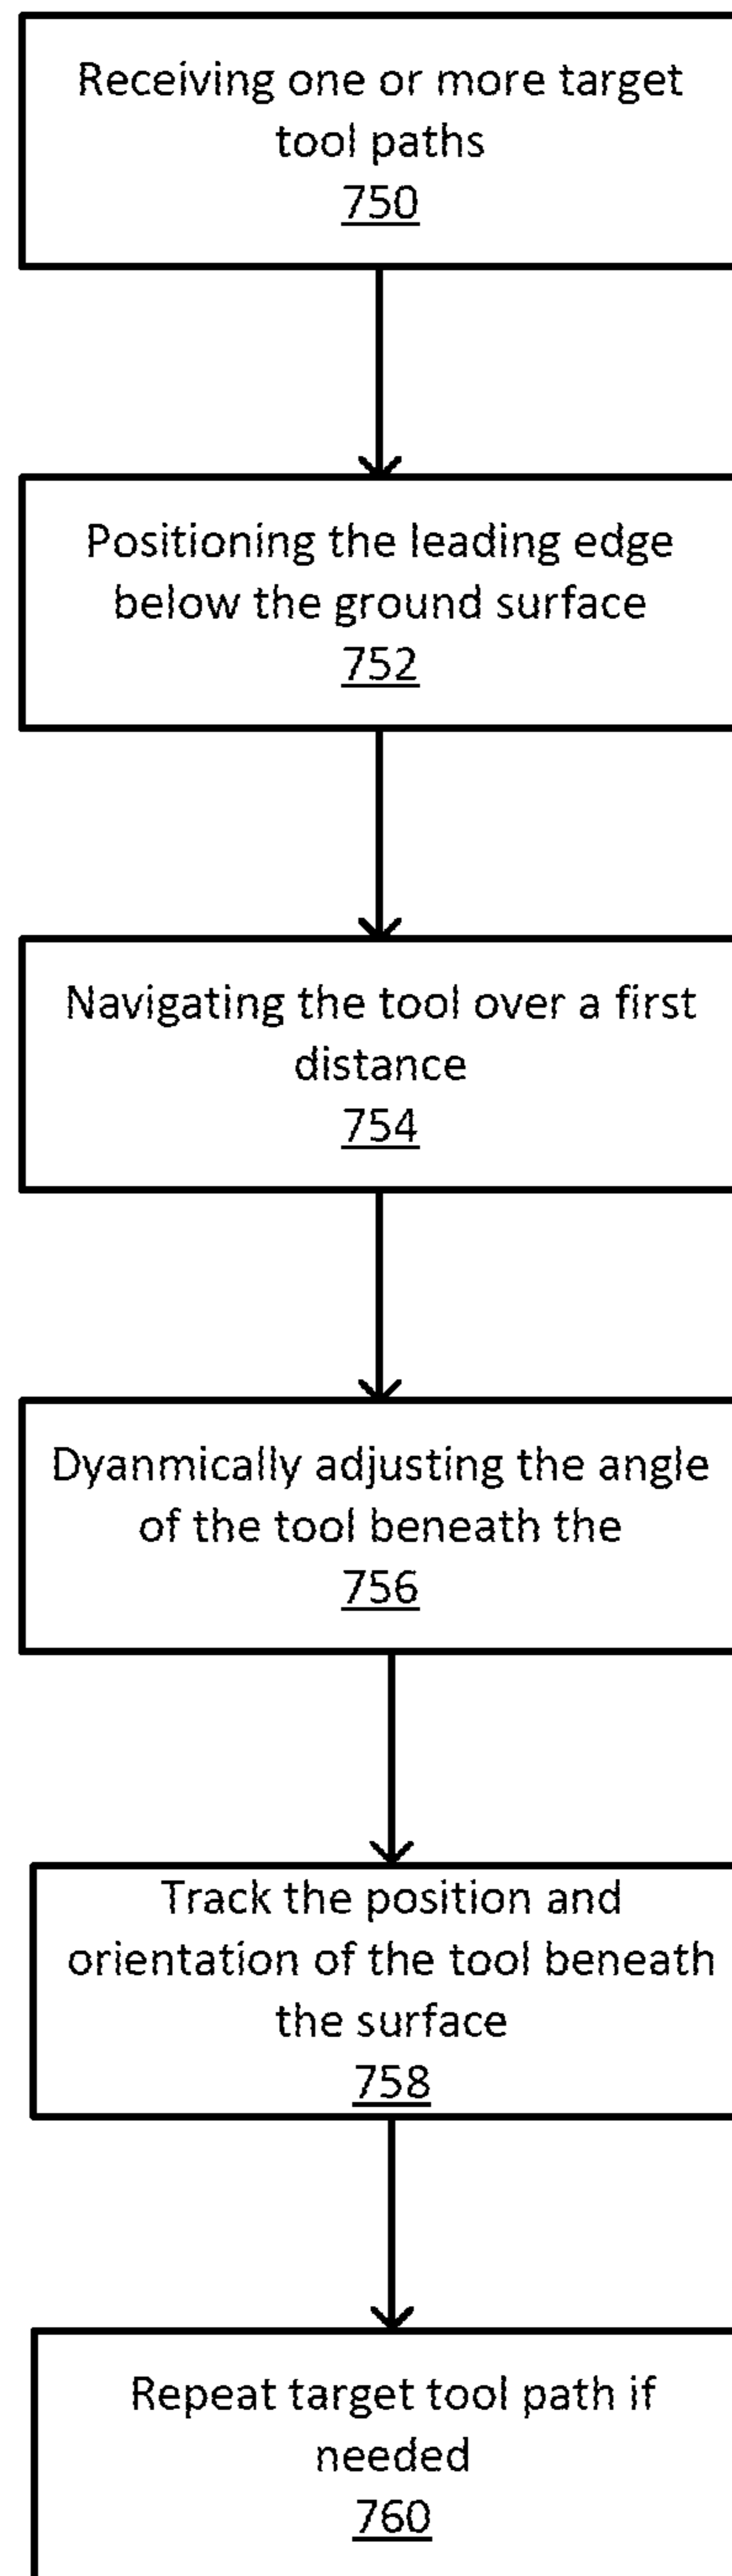 Receiving one or more target
tool paths
750
Positioning the leading edge
below the ground surface
752
Navigating the tool over a first
distance
754
Dyanmically adjusting the angle
of the tool beneath the
756
Track the position and
orientation of the tool beneath
the surface
758
Repeat target tool path if
needed
760